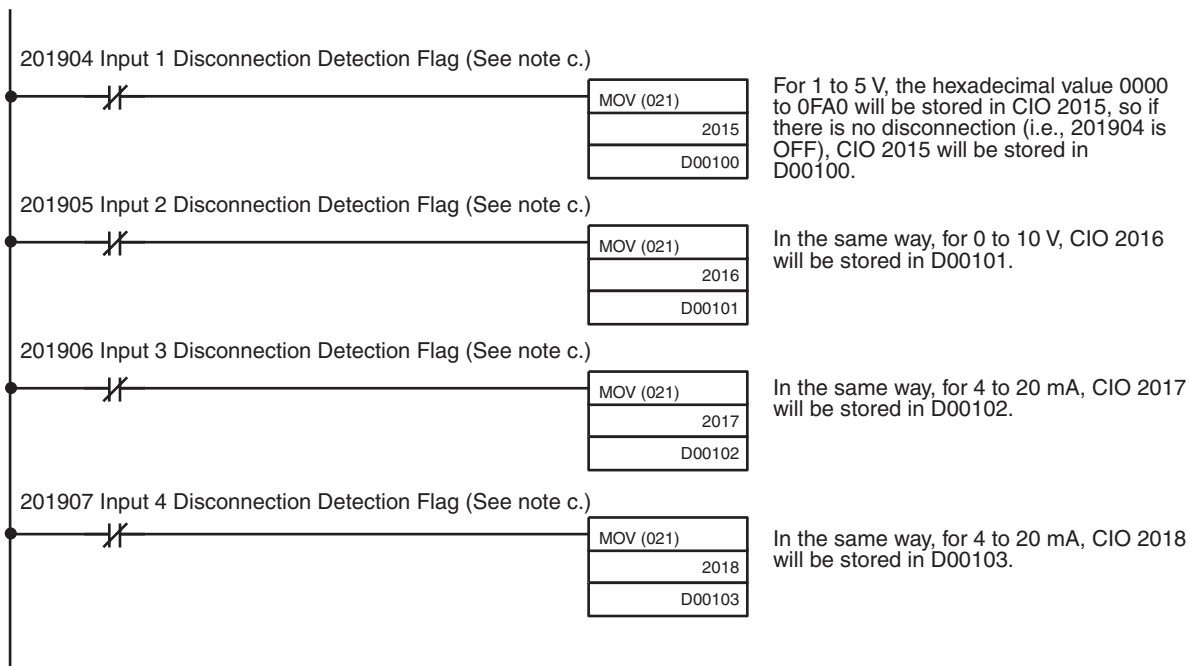 201904 Input 1 Disconnection Detection Flag (See note c.)
MOV (021)
2015
D00100
For 1 to 5 V, the hexadecimal value 0000
to 0FA0 will be stored in CIO 2015, so if
there is no disconnection (i.e., 201904 is
OFF), CIO 2015 will be stored in
D00100.
201905 Input 2 Disconnection Detection Flag (See note c.)
MOV (021)
2016
D00101
In the same way, for 0 to 10 V, CIO 2016
will be stored in D00101.
201906 Input 3 Disconnection Detection Flag (See note c.)
MOV (021)
2017
D00102
In the same way, for 4 to 20 mA, CIO 2017
will be stored in D00102.
201907 Input 4 Disconnection Detection Flag (See note c.)
MOV (021)
2018
D00103
In the same way, for 4 to 20 mA, CIO 2018
will be stored in D00103.